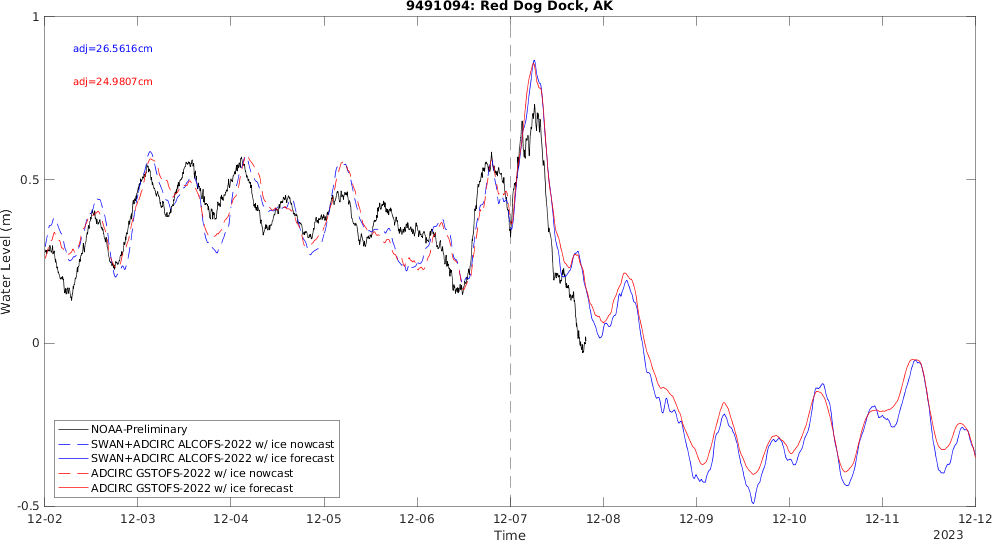 9491094: Red Dog Dock, AK
adj=26.5616cm
adj=24.9807cm
Water Level (m)
1
0.5
0
-0.5
NOAA-Preliminary
SWAN+ADCIRC ALCOFS-2022 w/ ice nowcast
SWAN+ADCIRC ALCOFS-2022 w/ ice forecast
ADCIRC GSTOFS-2022 w/ ice nowcast
ADCIRC GSTOFS-2022 w/ ice forecast
12-02 12-03 12-04 12-05 12-06 12-07 12-08 12-09 12-10 12-11 12-12
Time
2023